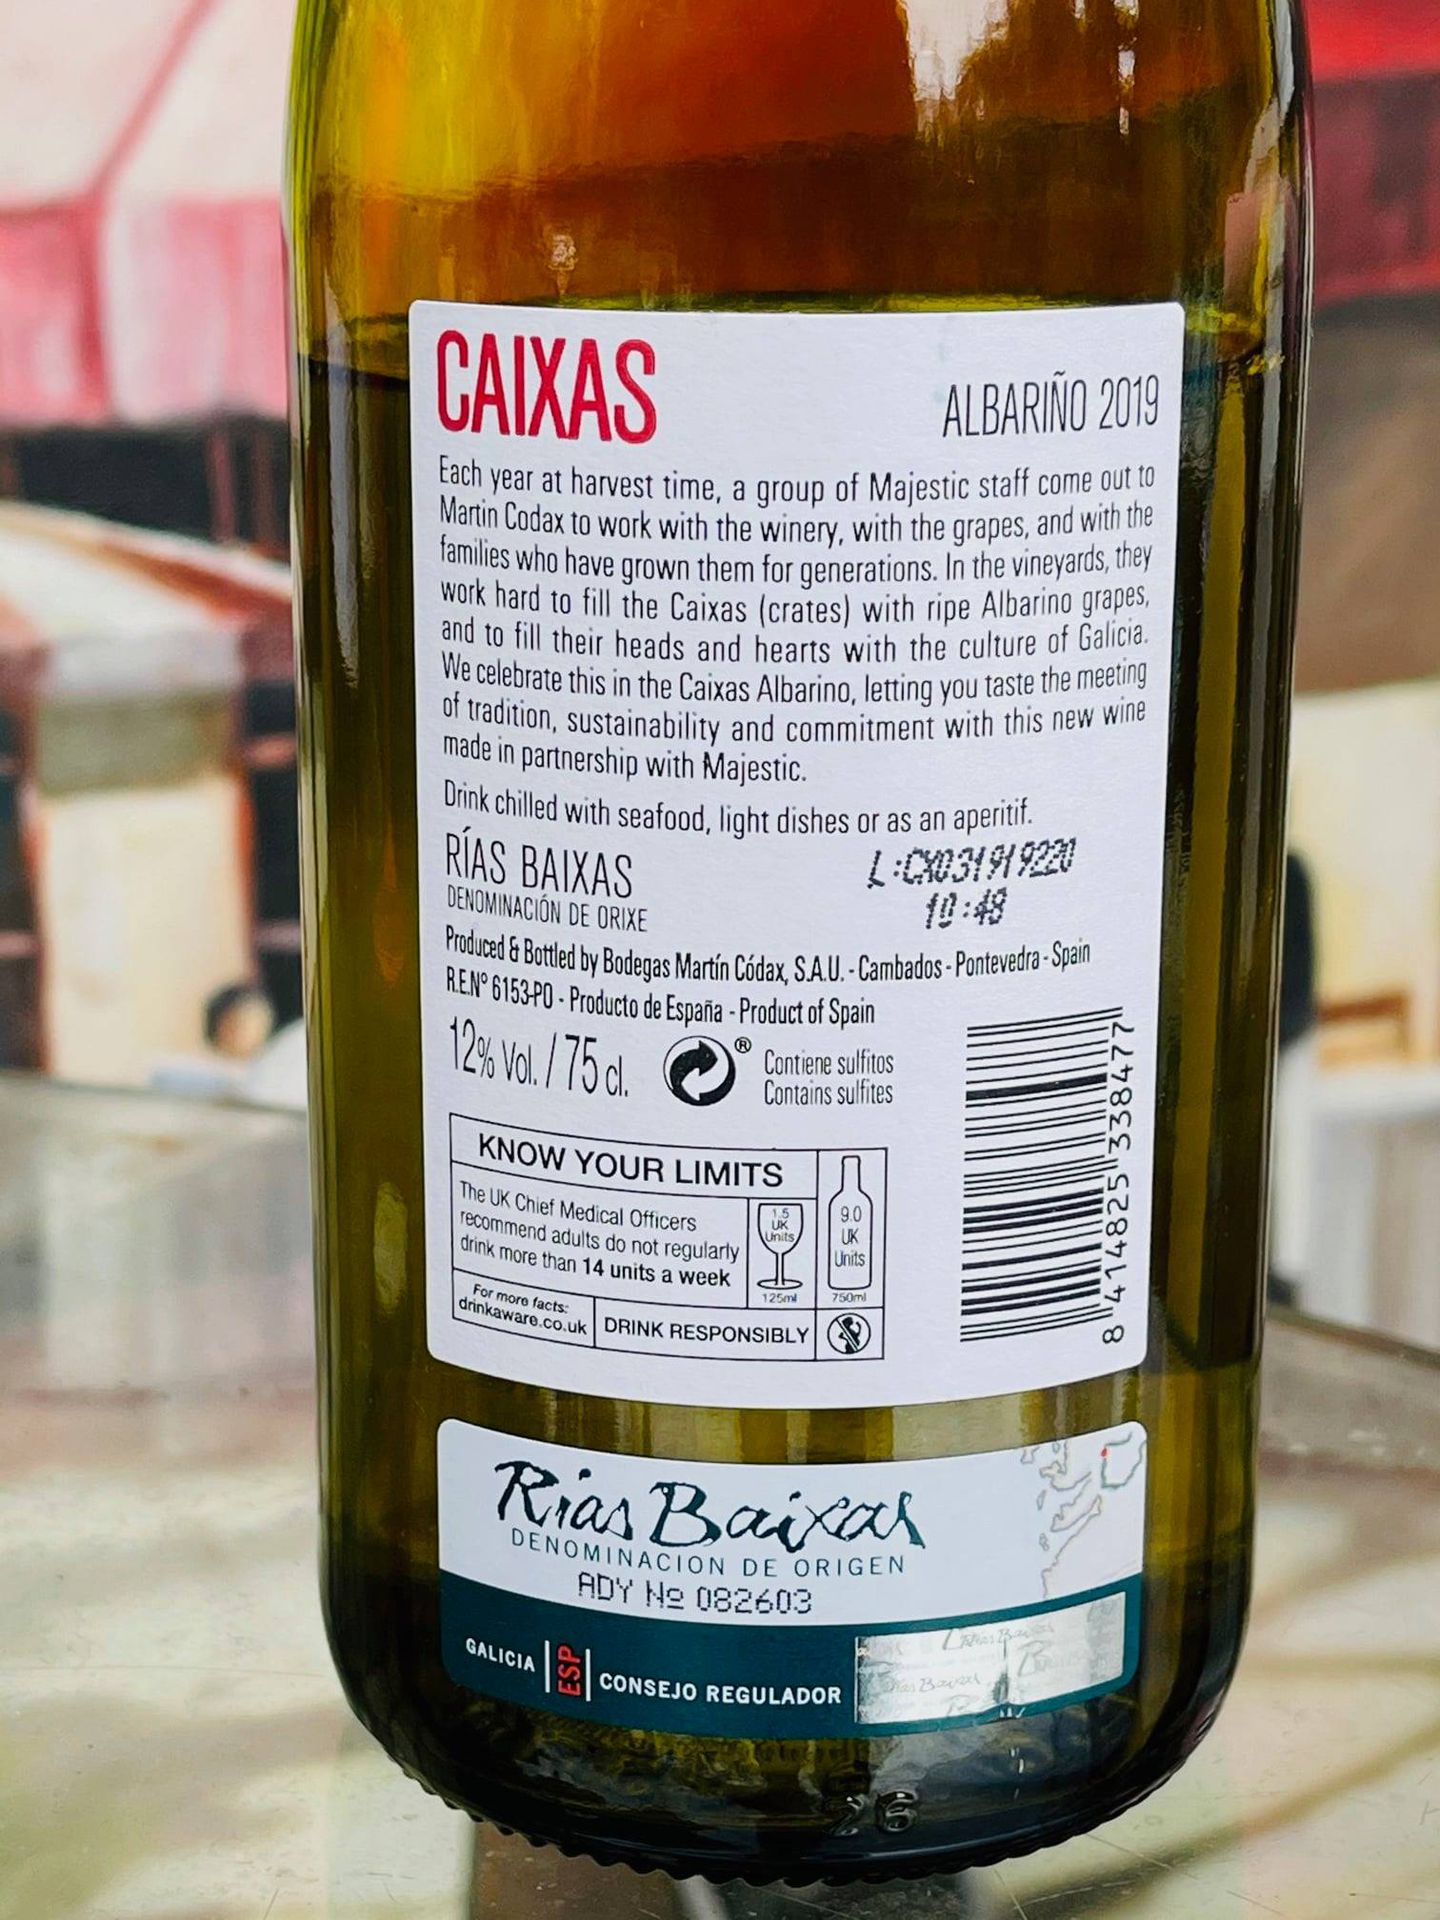 CAIXAS
ALBARIÑO 2019
Each year at harvest time, a group of Majestic staff come out to
Martin Codax to work with the winery, with the grapes, and with the
families who have grown them for generations. In the vineyards, they
work hard to fill the Caixas (crates) with ripe Albarino grapes,
and to fill their heads and hearts with the culture of Galicia.
We celebrate this in the Caixas Albarino, letting you taste the meeting
of tradition, sustainability and commitment with this new wine
made in partnership with Majestic.
Drink chilled with seafood, light dishes or as an aperitif.
RÍAS BAIXAS
DENOMINACIÓN DE ORIXE
L:CX031919220
10:48
Produced & Bottled by Bodegas Martín Códax, S.A.U. - Cambados - Pontevedra - Spain
R.E.Nº 6153-PO - Producto de España - Product of Spain
12% Vol. / 75 cl.
®
Contiene sulfitos
Contains sulfites
KNOW YOUR LIMITS
The UK Chief Medical Officers
recommend adults do not regularly
drink more than 14 units a week
1.5
UK
Units
125ml
9.0
UK
Units
750ml
For more facts:
drinkaware.co.uk
DRINK RESPONSIBLY
8 414825 338477
Rias Baixas
DENOMINACION DE ORIGEN
ADY Nº 082603
GALICIA
ESP
CONSEJO REGULADOR
Rias Baixas
26